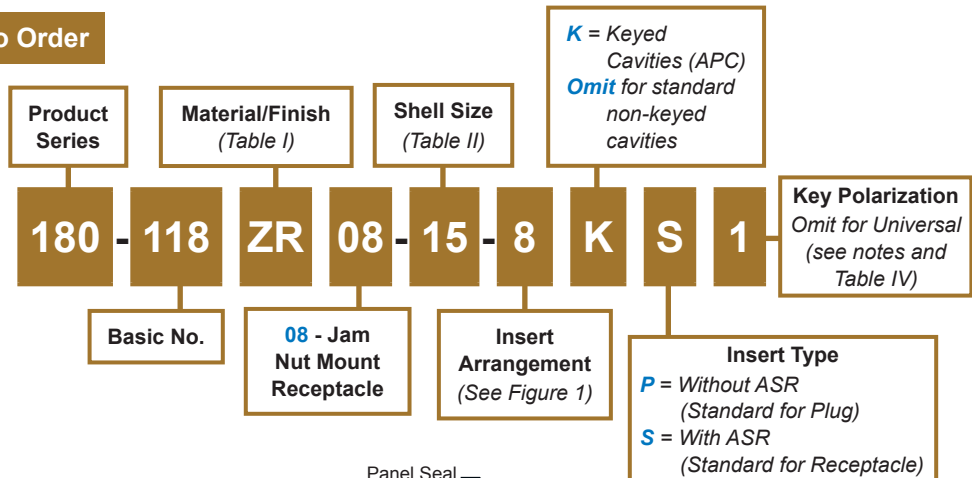 o Order
K = Keyed
Cavities (APC)
Omit for standard
non-keyed
cavities
Product
Series
Material/Finish
(Table I)
Shell Size
(Table II)
180 - 118 ZR 08 - 15 - 8 K S 1
Key Polarization
Omit for Universal
(see notes and
Table IV)
Basic No.
08 - Jam
Nut Mount
Receptacle
Insert
Arrangement
(See Figure 1)
Insert Type
P = Without ASR
(Standard for Plug)
S = With ASR
(Standard for Receptacle)
Panel Seal